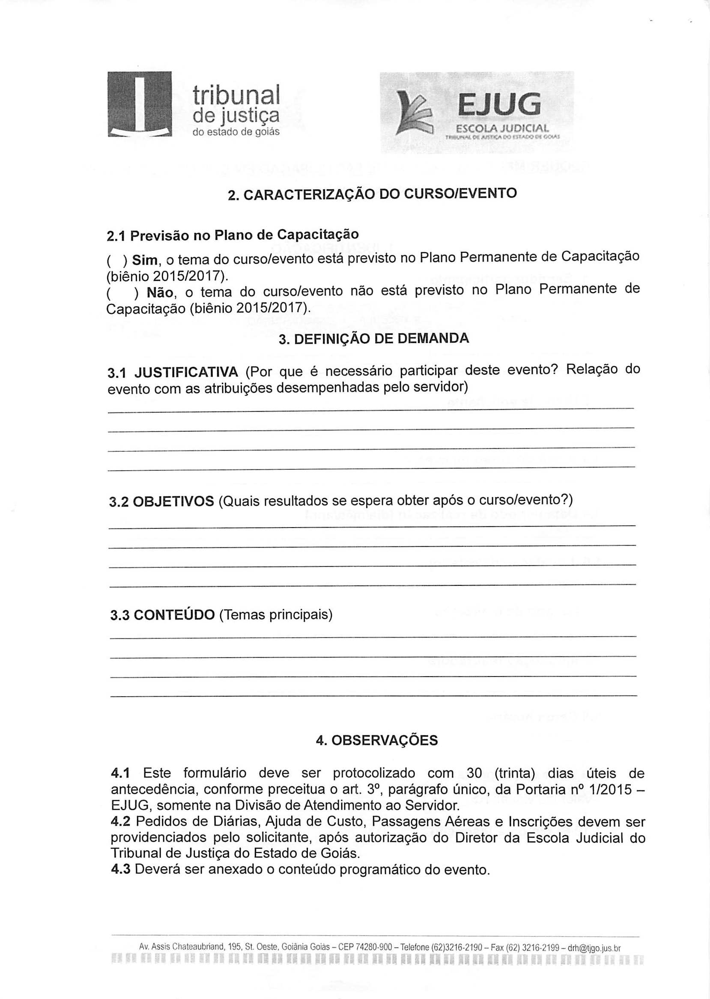 tribunal
de justiça
do estado de goiás
EJUG
ESCOLA JUDICIAL
TRIBUNAL DE JUSTIÇA DO ESTADO DE GOIÁS
2. CARACTERIZAÇÃO DO CURSO/EVENTO
2.1 Previsão no Plano de Capacitação
( ) Sim, o tema do curso/evento está previsto no Plano Permanente de Capacitação
(biênio 2015/2017).
( ) Não, o tema do curso/evento não está previsto no Plano Permanente de
Capacitação (biênio 2015/2017).
3. DEFINIÇÃO DE DEMANDA
3.1 JUSTIFICATIVA (Por que é necessário participar deste evento? Relação do
evento com as atribuições desempenhadas pelo servidor)
3.2 OBJETIVOS (Quais resultados se espera obter após o curso/evento?)
3.3 CONTEÚDO (Temas principais)
4. OBSERVAÇÕES
4.1 Este formulário deve ser protocolizado com 30 (trinta) dias úteis de
antecedência, conforme preceitua o art. 3º, parágrafo único, da Portaria nº 1/2015 –
EJUG, somente na Divisão de Atendimento ao Servidor.
4.2 Pedidos de Diárias, Ajuda de Custo, Passagens Aéreas e Inscrições devem ser
providenciados pelo solicitante, após autorização do Diretor da Escola Judicial do
Tribunal de Justiça do Estado de Goiás.
4.3 Deverá ser anexado o conteúdo programático do evento.
Av. Assis Chateaubriand, 195, St. Oeste, Goiânia Goiás – CEP 74280-900 – Telefone (62)3216-2190 – Fax (62) 3216-2199 – drh@tjgo.jus.br